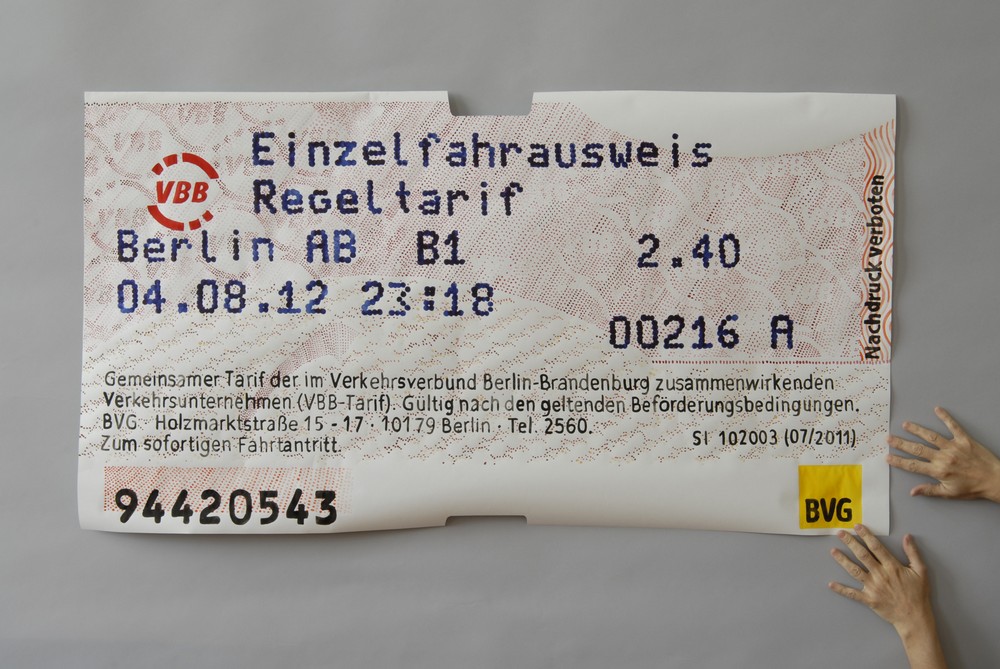 VBB
Einzelfahrausweis
Regeltarif
Berlin AB B1 2.40
04.08.12 23:18
00216 A
Nachdruck verboten
Gemeinsamer Tarif der im Verkehrsverbund Berlin-Brandenburg zusammenwirkenden
Verkehrsunternehmen (VBB-Tarif). Gültig nach den geltenden Beförderungsbedingungen.
BVG · Holzmarktstraße 15 - 17 · 10179 Berlin · Tel. 2560.
Zum sofortigen Fahrtantritt.
SI 102003 (07/2011)
94420543
BVG